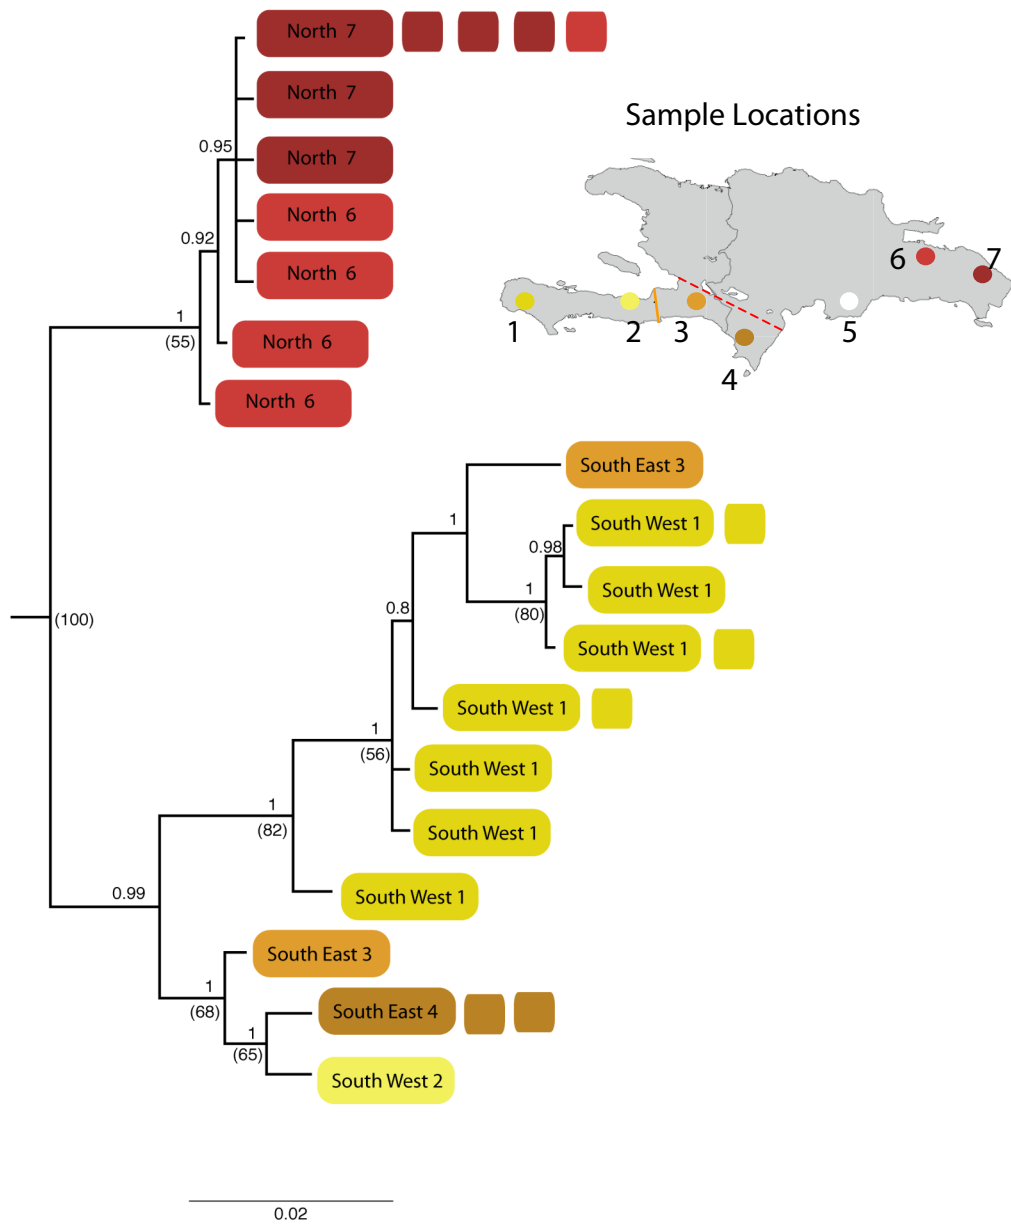 North 7
Sample Locations
North 7
0.95
North 7
North 6
0.92
6
7
North 6
1
1
2
3
5
(55)
North 6
4
North 6
South East 3
1
South West 1
0.98
1
South West 1
0.8
(80)
(100)
South West 1
South West 1
1
(56)
South West 1
1
(82)
South West 1
0.99
South West 1
South East 3
1
(68)
South East 4
1
(65)
South West 2
0.02